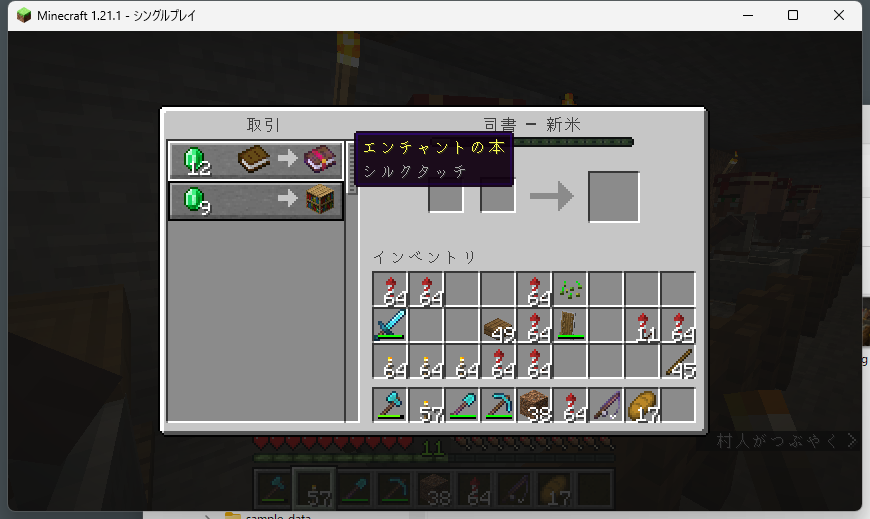 Minecraft 1.21.1 - シングルプレイ
取引
司書 - 新米
エンチャントの本
シルクタッチ
12
9
インベントリ
64 64 64
49 64 11 64
64 64 64 64 64 45
57 38 64 17
11
村人がつぶやく >
57 38 64 17
sample_data